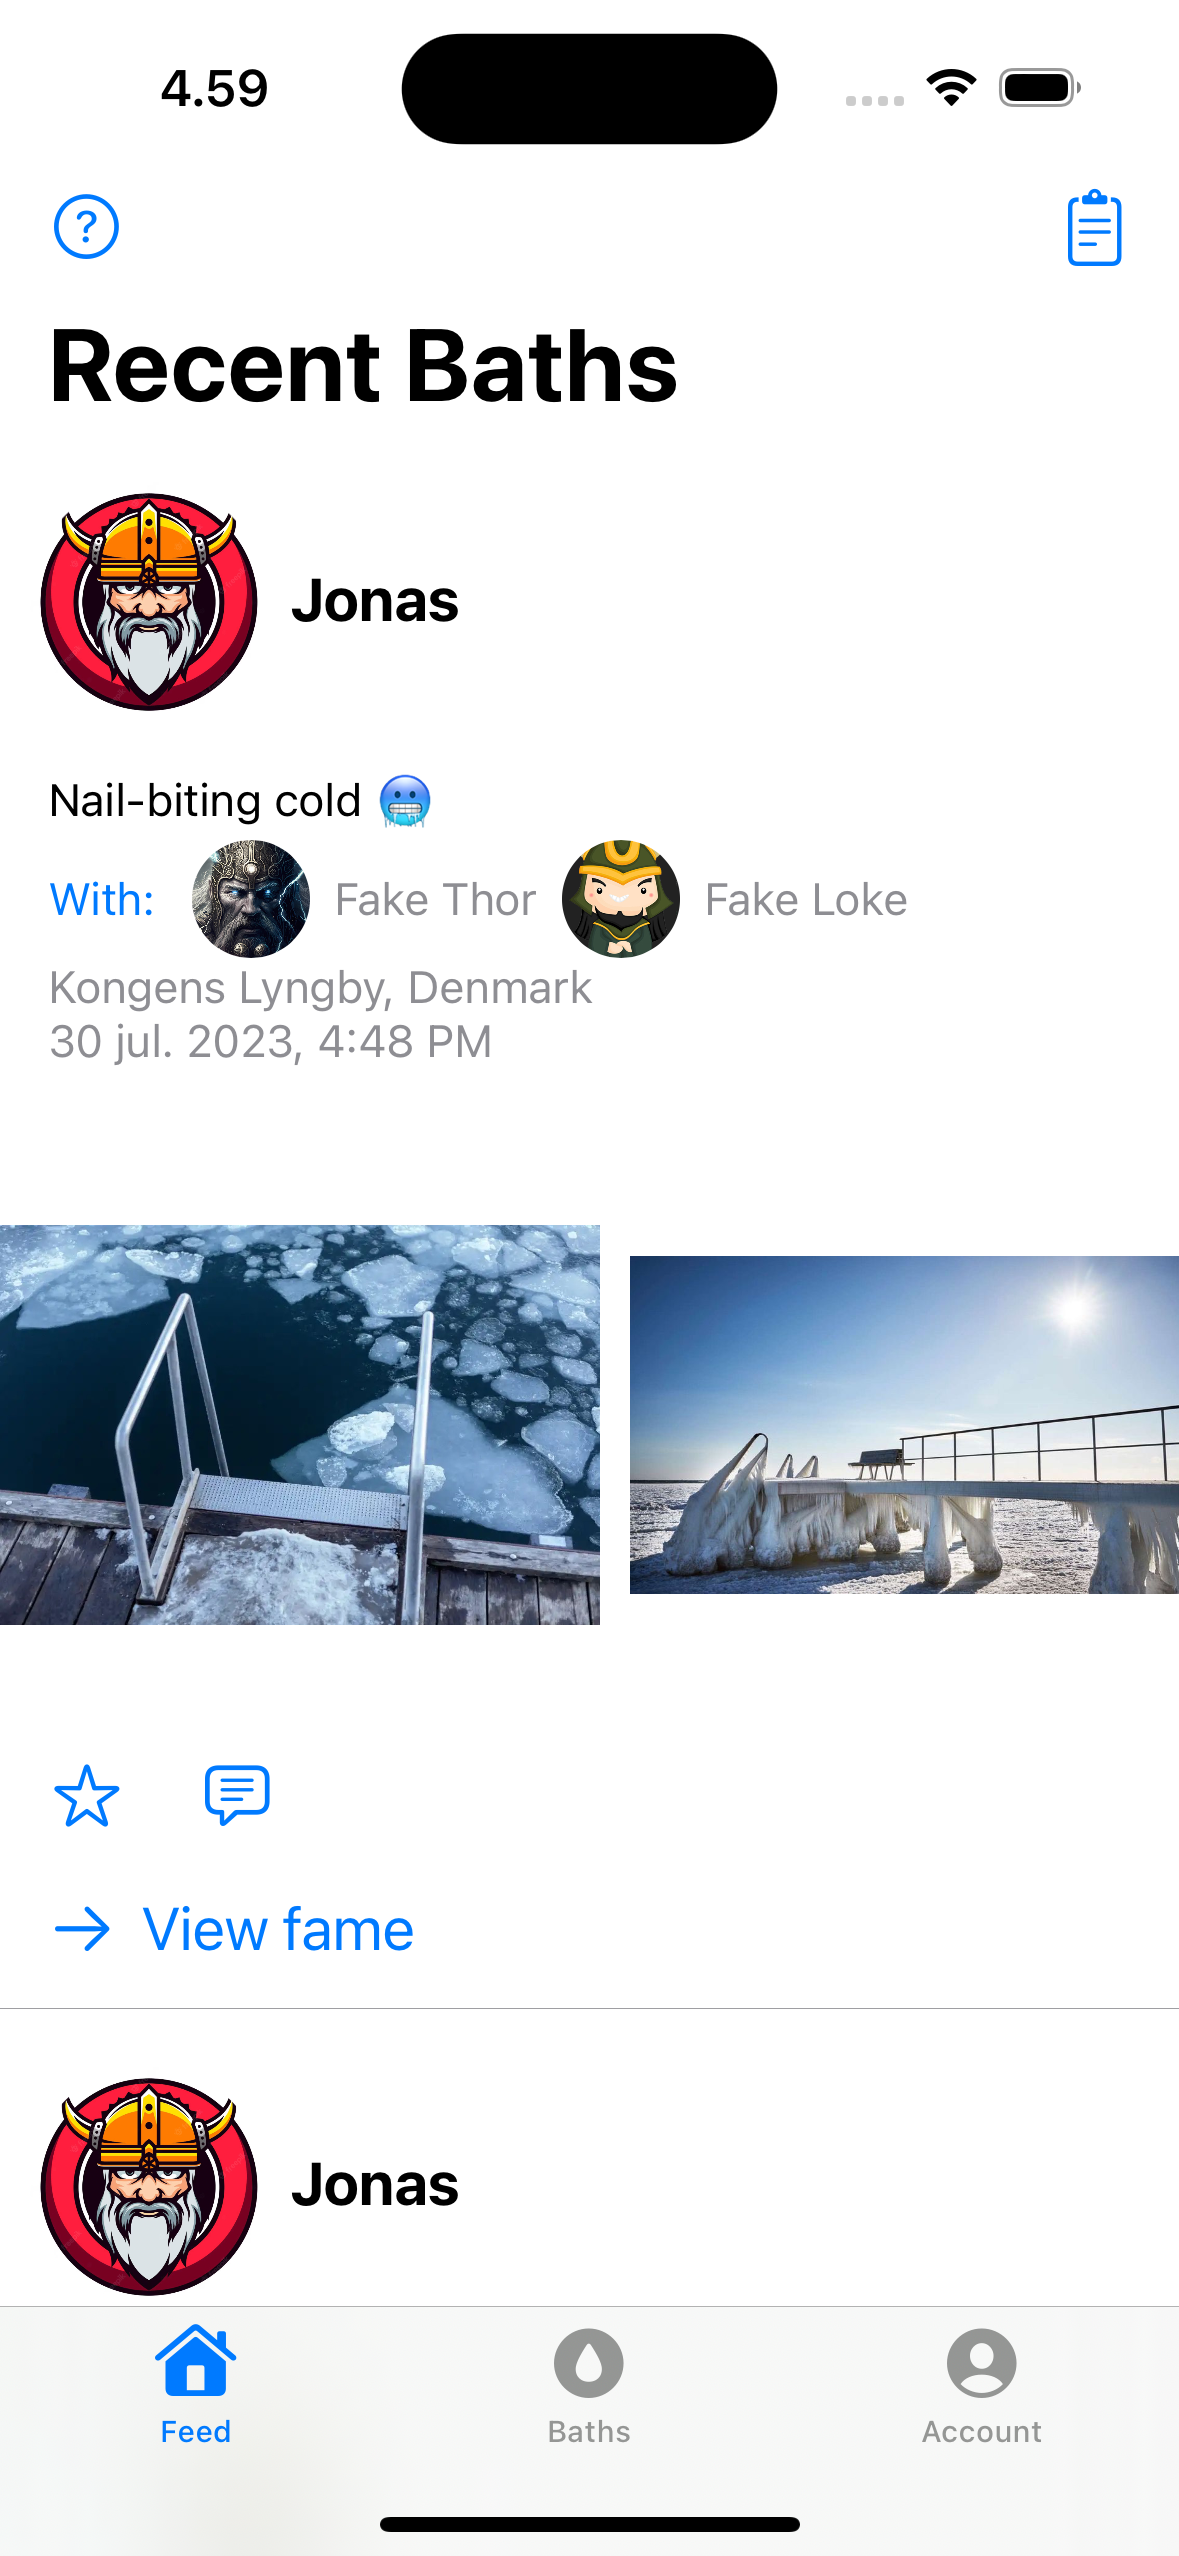 4.59
Recent Baths
Jonas
Nail-biting cold 🥶
With: Fake Thor Fake Loke
Kongens Lyngby, Denmark
30 jul. 2023, 4:48 PM
View fame
Jonas
Feed Baths Account